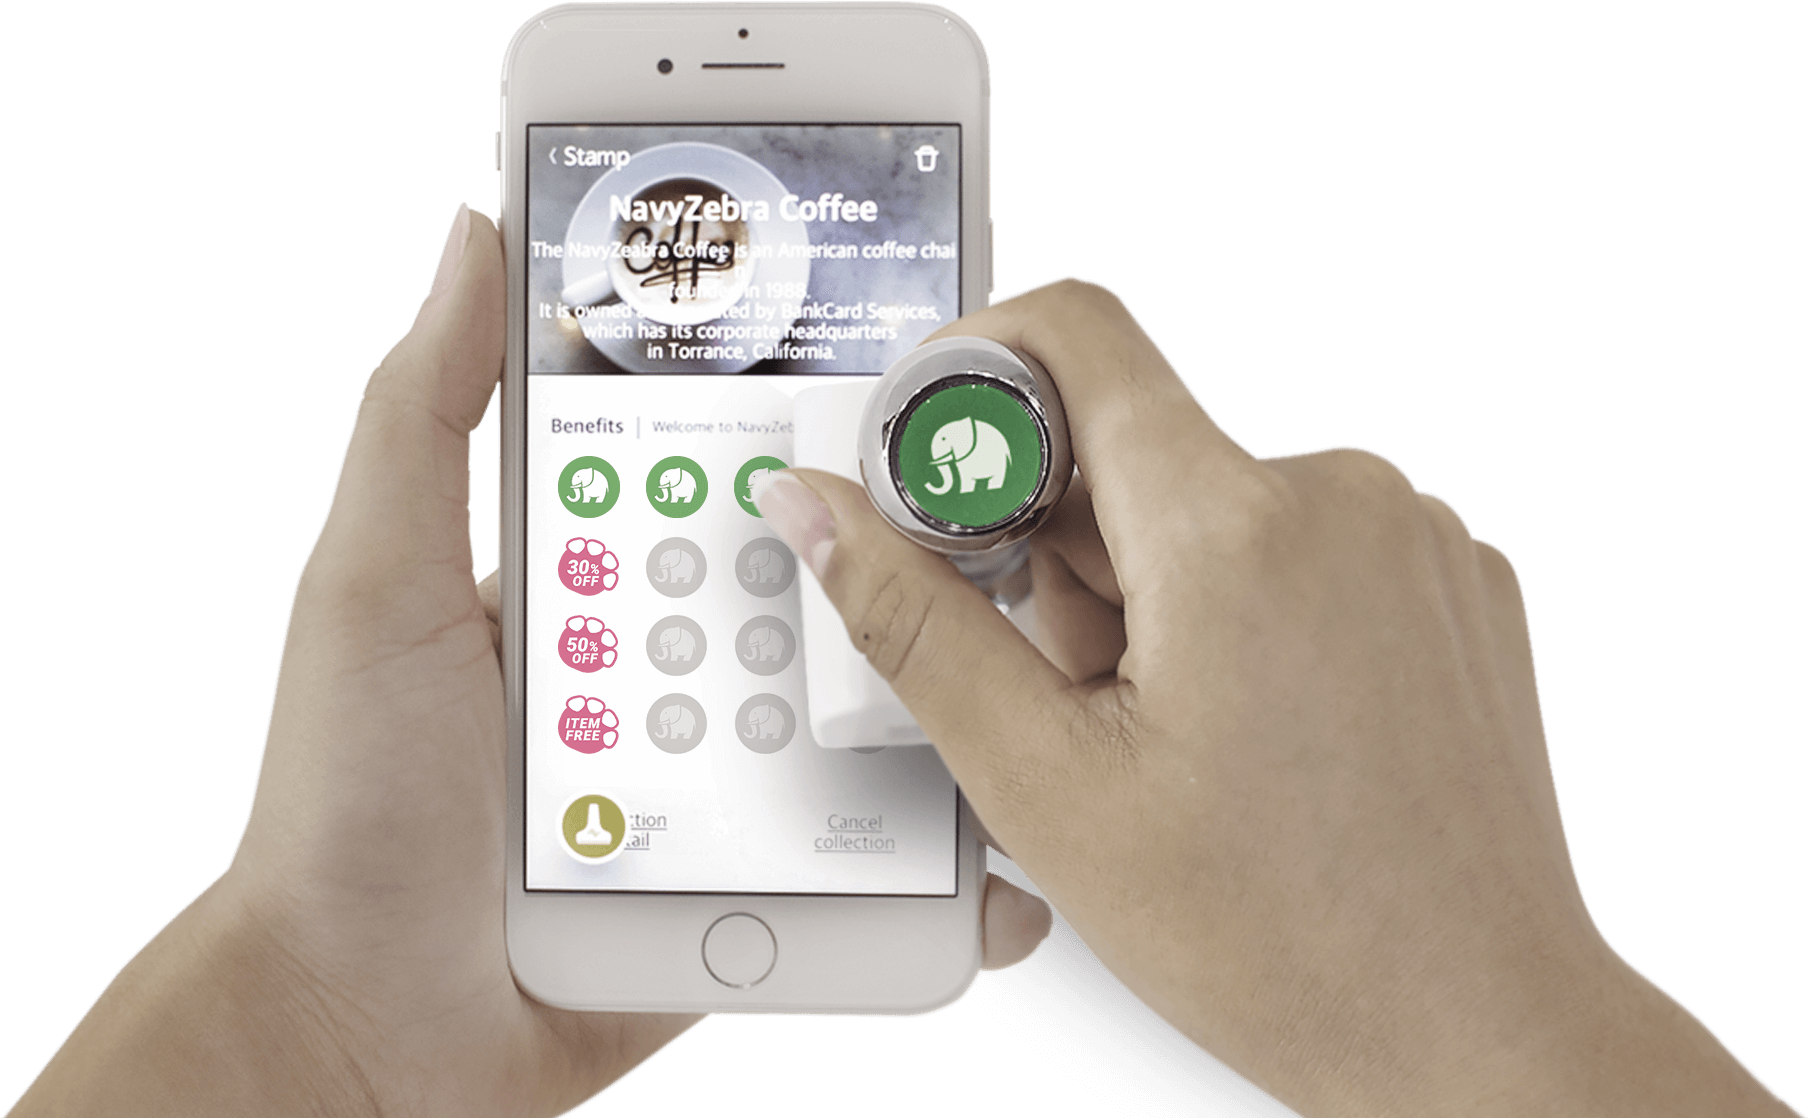 Stamp
NavyZebra Coffee
The NavyZeabra Coffee is an American coffee chai
n
founded in 1988.
It is owned by BankCard Services,
which has its corporate headquarters
in Torrance, California.
Benefits | Welcome to NavyZeb
30% OFF
50% OFF
ITEM FREE
Cancel
collection